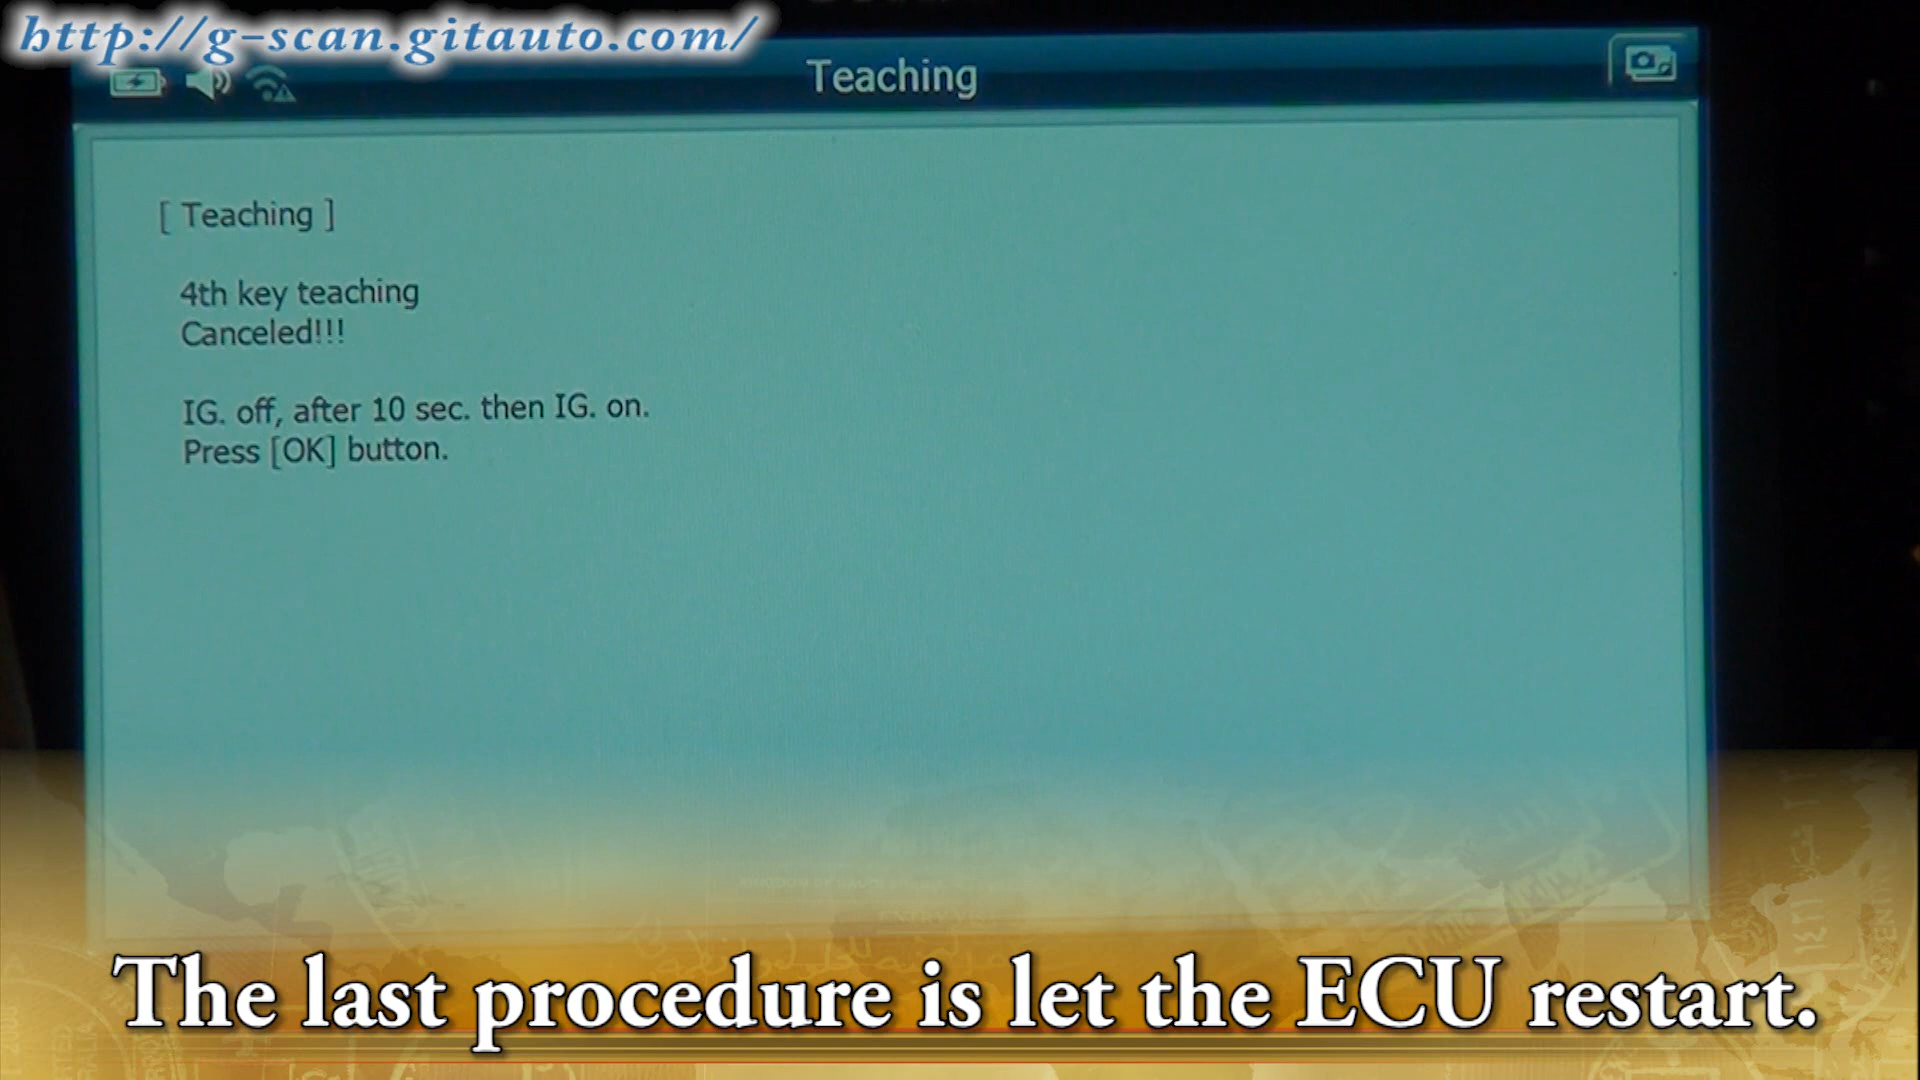 http://g-scan.gitauto.com/
Teaching
[ Teaching ]
4th key teaching
Canceled!!!
IG. off, after 10 sec. then IG. on.
Press [OK] button.
The last procedure is let the ECU restart.